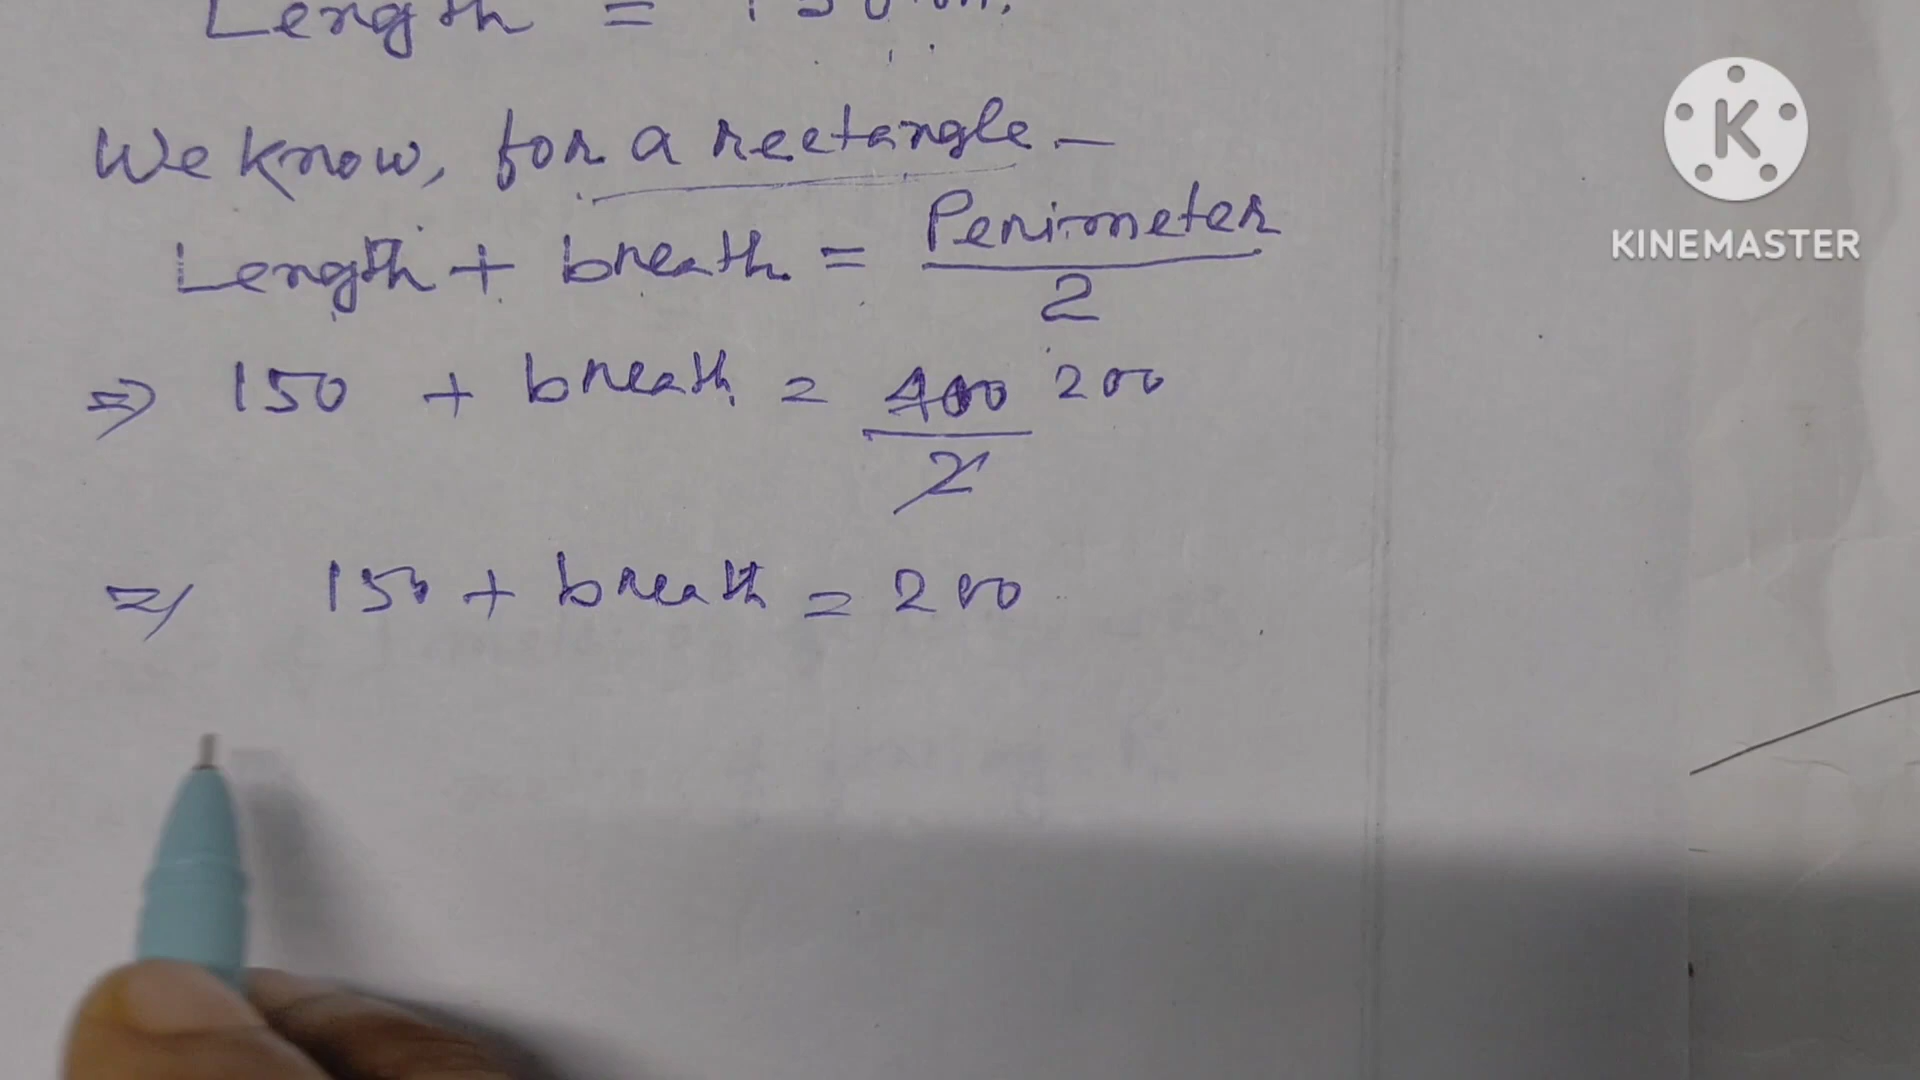 Length = 150 m.
We know, for a rectangle —
Length + breath = Perimeter / 2
⇒ 150 + breath = 400 / 2 200
⇒ 150 + breath = 200
K
KINEMASTER